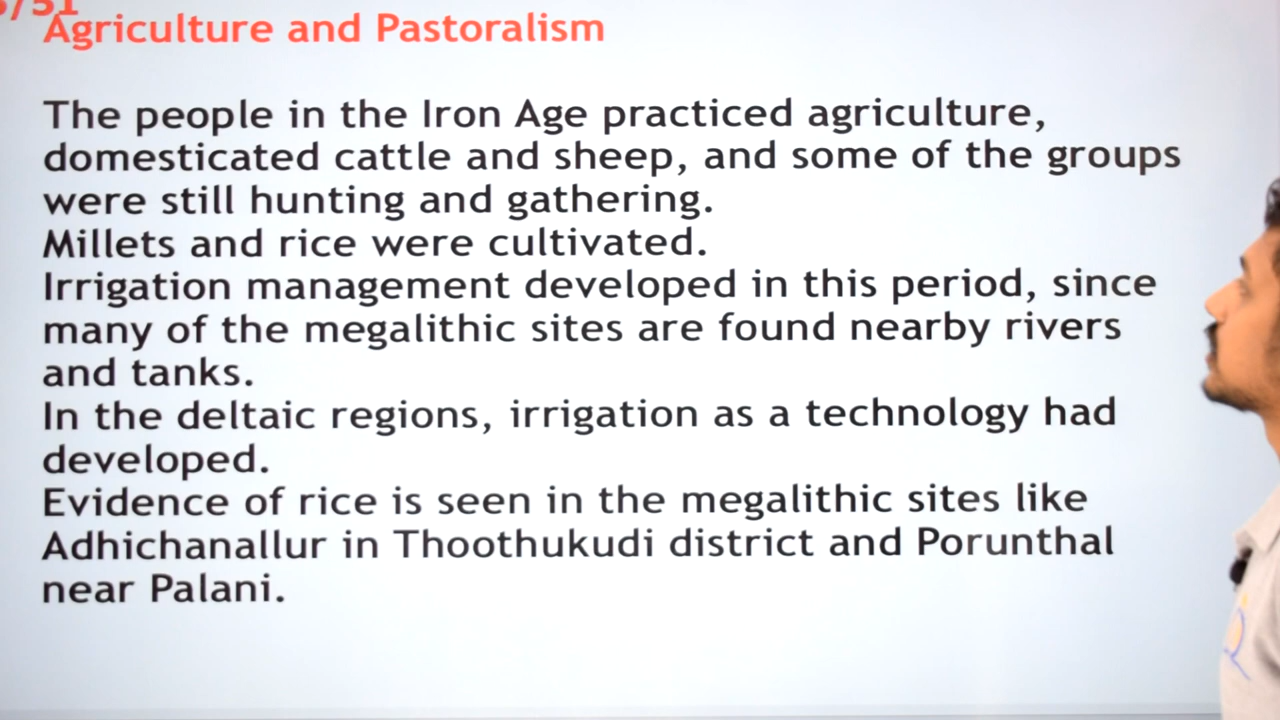 Agriculture and Pastoralism
The people in the Iron Age practiced agriculture,
domesticated cattle and sheep, and some of the groups
were still hunting and gathering.
Millets and rice were cultivated.
Irrigation management developed in this period, since
many of the megalithic sites are found nearby rivers
and tanks.
In the deltaic regions, irrigation as a technology had
developed.
Evidence of rice is seen in the megalithic sites like
Adhichanallur in Thoothukudi district and Porunthal
near Palani.